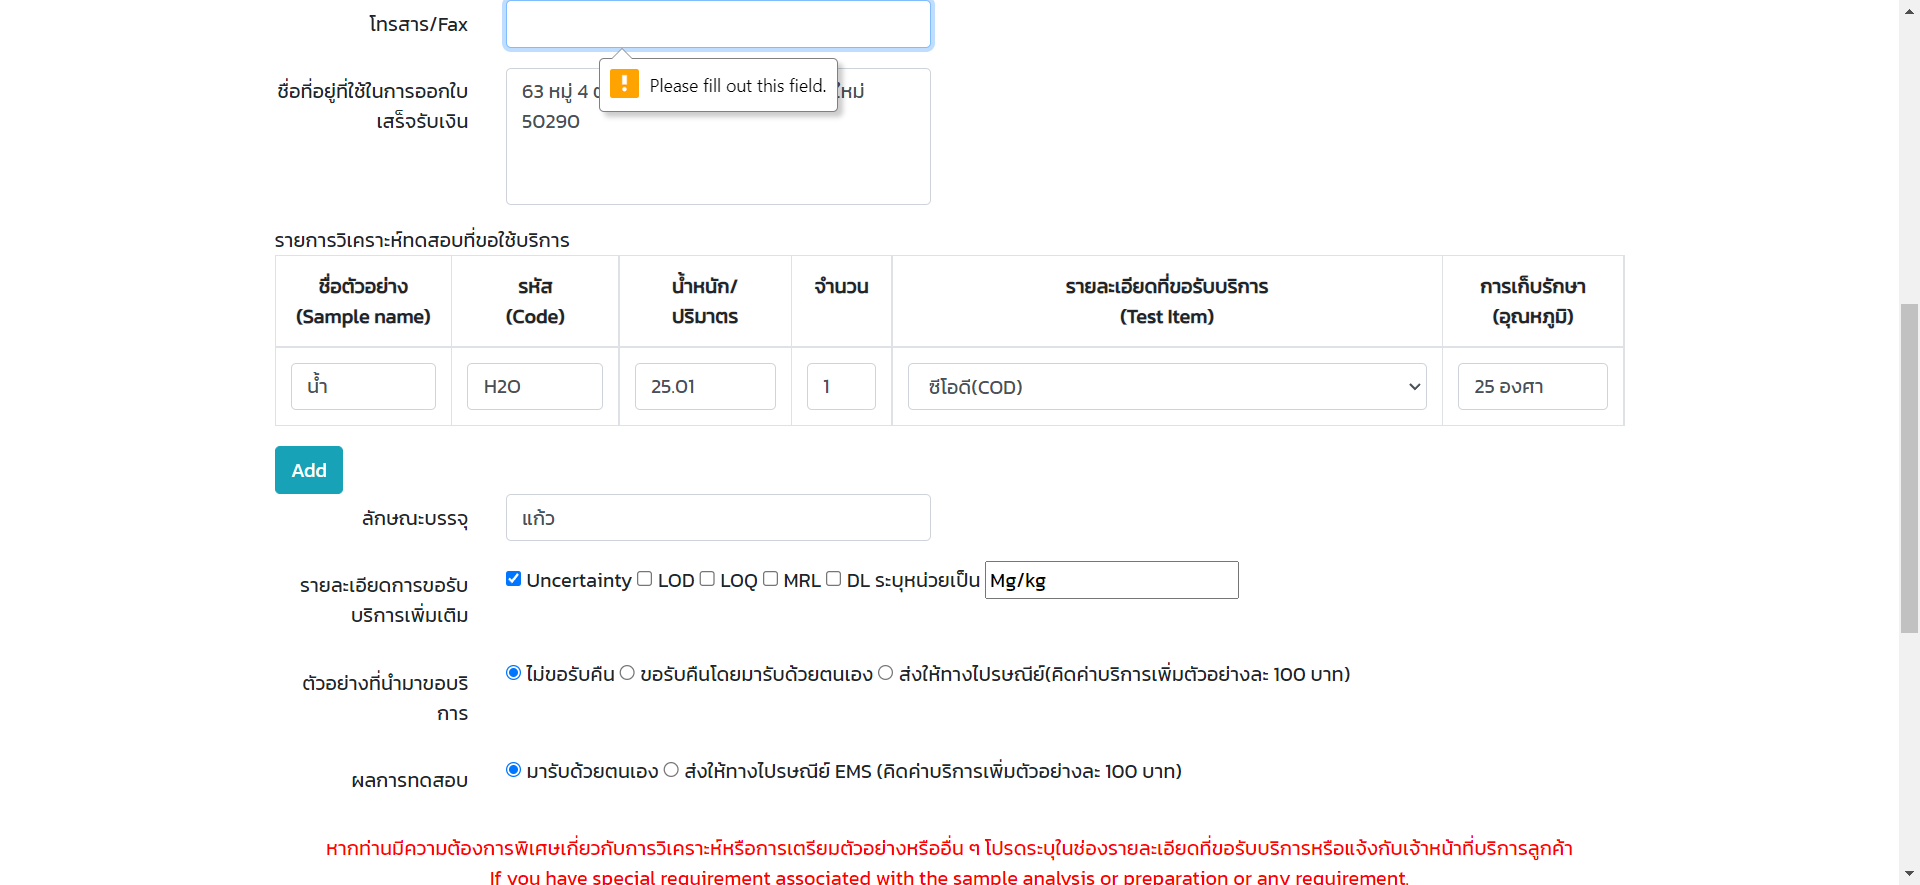 โทรสาร/Fax
Please fill out this field.
ชื่อที่อยู่ที่ใช้ในการออกใบ
เสร็จรับเงิน
63 หมู่ 4
50290
รายการวิเคราะห์ทดสอบที่ขอใช้บริการ
ชื่อตัวอย่าง
(Sample name)
รหัส
(Code)
น้ำหนัก/
ปริมาตร
จำนวน
รายละเอียดที่ขอรับบริการ
(Test Item)
การเก็บรักษา
(อุณหภูมิ)
น้ำ
H2O
25.01
1
ซีโอดี(COD)
25 องศา
Add
ลักษณะบรรจุ
แก้ว
รายละเอียดการขอรับ
บริการเพิ่มเติม
Uncertainty LOD LOQ MRL DL ระบุหน่วยเป็น Mg/kg
ตัวอย่างที่นำมาขอบริ
การ
ไม่ขอรับคืน ขอรับคืนโดยมารับด้วยตนเอง ส่งให้ทางไปรษณีย์(คิดค่าบริการเพิ่มตัวอย่างละ 100 บาท)
ผลการทดสอบ
มารับด้วยตนเอง ส่งให้ทางไปรษณีย์ EMS (คิดค่าบริการเพิ่มตัวอย่างละ 100 บาท)
หากท่านมีความต้องการพิเศษเกี่ยวกับการวิเคราะห์หรือการเตรียมตัวอย่างหรืออื่น ๆ โปรดระบุในช่องรายละเอียดที่ขอรับบริการหรือแจ้งกับเจ้าหน้าที่บริการลูกค้า
If you have special requirement associated with the sample analysis or preparation or any requirement.